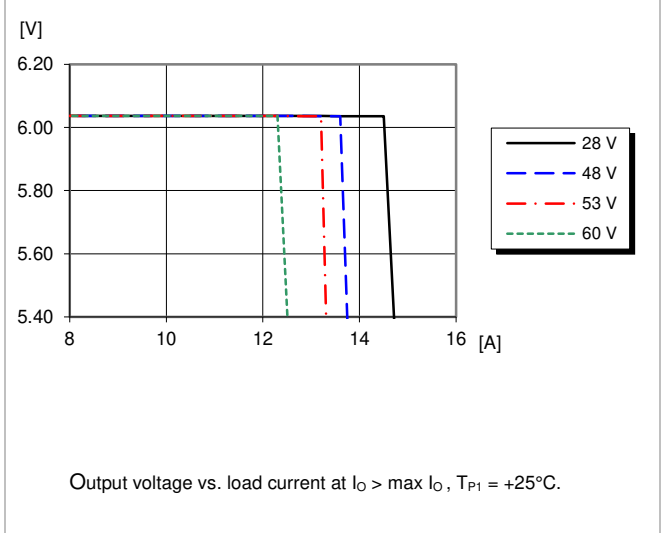 [V]
6.20
6.00
5.80
5.60
5.40
8 10 12 14 16 [A]
28 V
48 V
53 V
60 V
Output voltage vs. load current at IO > max IO , TP1 = +25°C.